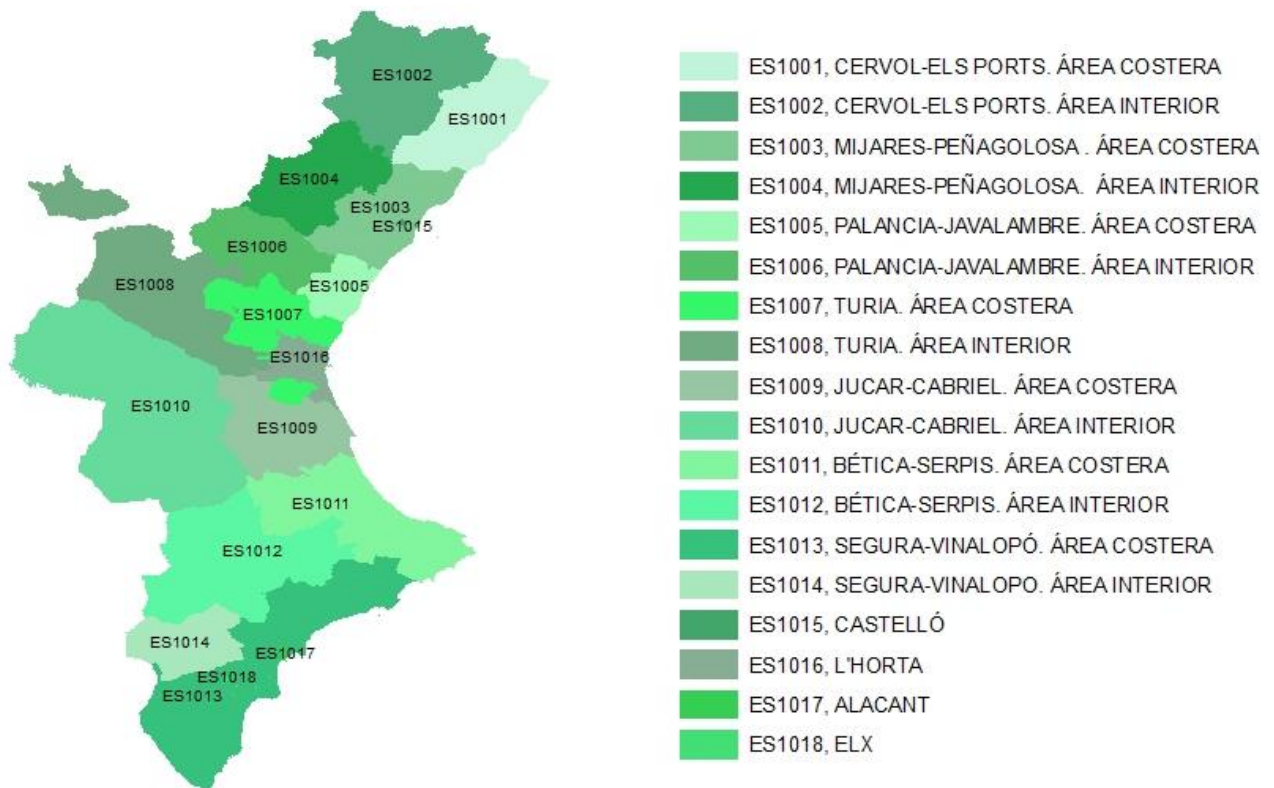 ES1002
ES1001
ES1004
ES1003
ES1015
ES1006
ES1008
ES1005
ES1007
ES1016
ES1010
ES1009
ES1011
ES1012
ES1014
ES1017
ES1018
ES1013
ES1001, CERVOL-ELS PORTS. ÁREA COSTERA
ES1002, CERVOL-ELS PORTS. ÁREA INTERIOR
ES1003, MIJARES-PEÑAGOLOSA . ÁREA COSTERA
ES1004, MIJARES-PEÑAGOLOSA. ÁREA INTERIOR
ES1005, PALANCIA-JAVALAMBRE. ÁREA COSTERA
ES1006, PALANCIA-JAVALAMBRE. ÁREA INTERIOR
ES1007, TURIA. ÁREA COSTERA
ES1008, TURIA. ÁREA INTERIOR
ES1009, JUCAR-CABRIEL. ÁREA COSTERA
ES1010, JUCAR-CABRIEL. ÁREA INTERIOR
ES1011, BÉTICA-SERPIS. ÁREA COSTERA
ES1012, BÉTICA-SERPIS. ÁREA INTERIOR
ES1013, SEGURA-VINALOPÓ. ÁREA COSTERA
ES1014, SEGURA-VINALOPO. ÁREA INTERIOR
ES1015, CASTELLÓ
ES1016, L'HORTA
ES1017, ALACANT
ES1018, ELX